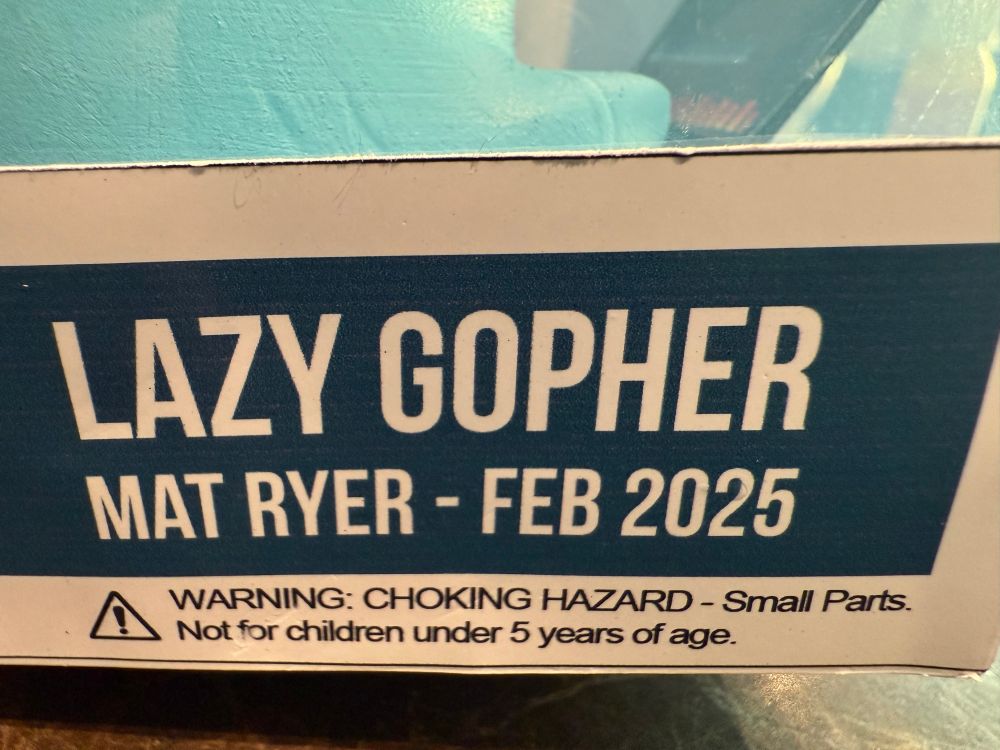 LAZY GOPHER
MAT RYER - FEB 2025
WARNING: CHOKING HAZARD - Small Parts.
Not for children under 5 years of age.